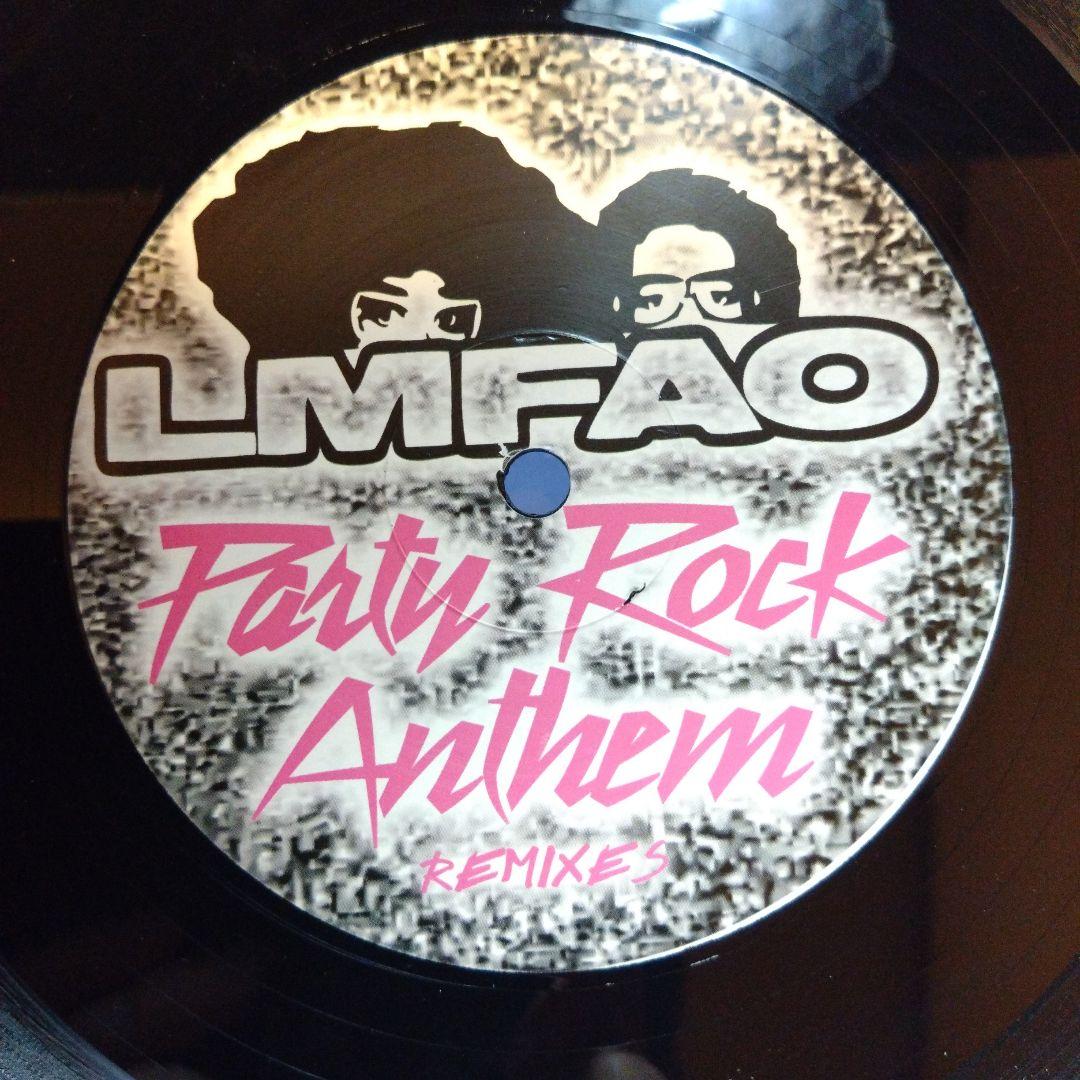 LMFAO
Party Rock
Anthem
REMIXES